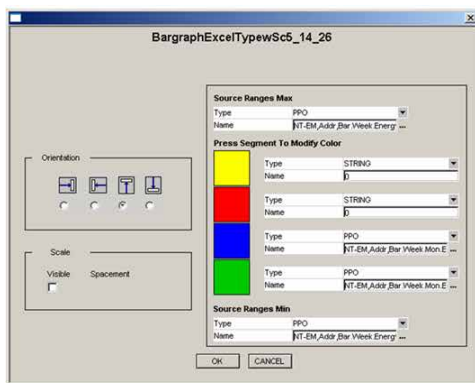 BargraphExcelTypewSc5_14_26
Source Ranges Max
Type PPO
Name NT-EM,Addr,Bar.Week.Energy ...
Press Segment To Modify Color
Type STRING
Name 0
Type STRING
Name 0
Type PPO
Name NT-EM,Addr,Bar.Week.Mon.E ...
Type PPO
Name NT-EM,Addr,Bar.Week.Mon.E ...
Source Ranges Min
Type PPO
Name NT-EM,Addr,Bar.Week.Energy ...
Orientation
Scale
Visible Spacement
OK CANCEL